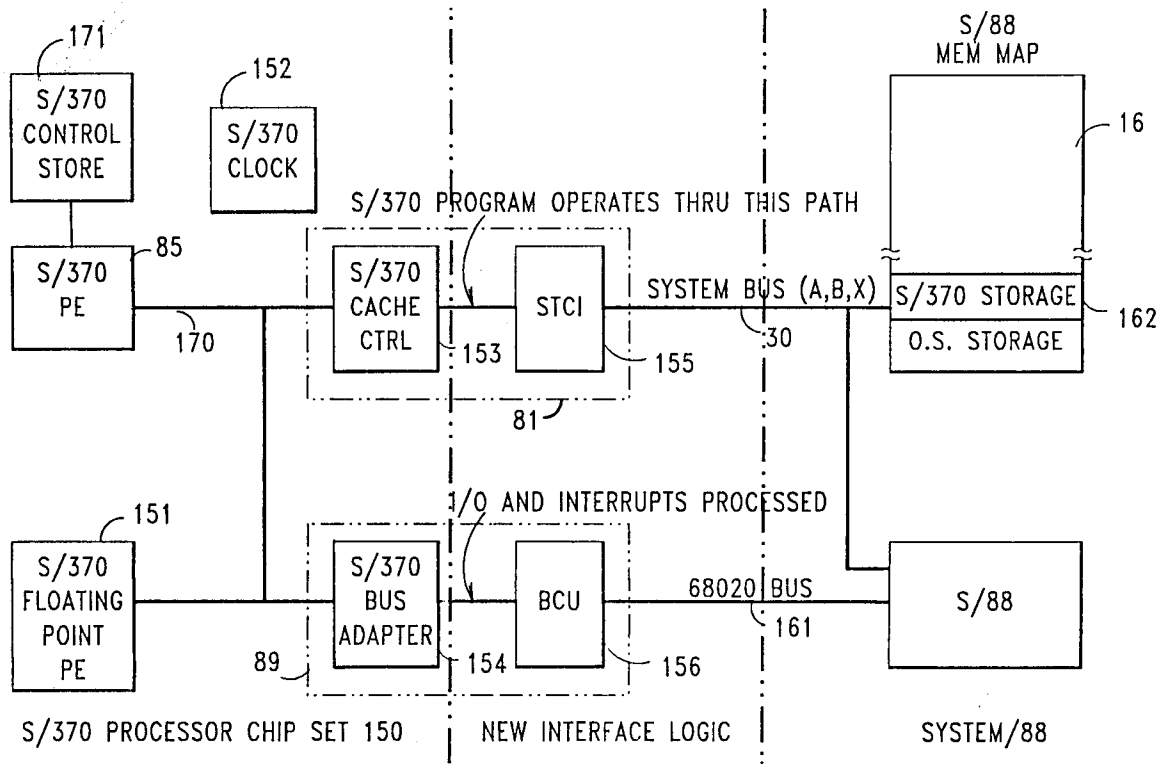 171
S/370
CONTROL
STORE
152
S/370
CLOCK
S/88
MEM MAP
16
S/370 PROGRAM OPERATES THRU THIS PATH
85
S/370
PE
170
S/370
CACHE
CTRL
153
STCI
155
81
SYSTEM BUS (A,B,X)
30
S/370 STORAGE
162
O.S. STORAGE
I/O AND INTERRUPTS PROCESSED
151
S/370
FLOATING
POINT
PE
89
S/370
BUS
ADAPTER
154
BCU
156
68020 BUS
161
S/88
S/370 PROCESSOR CHIP SET 150
NEW INTERFACE LOGIC
SYSTEM/88